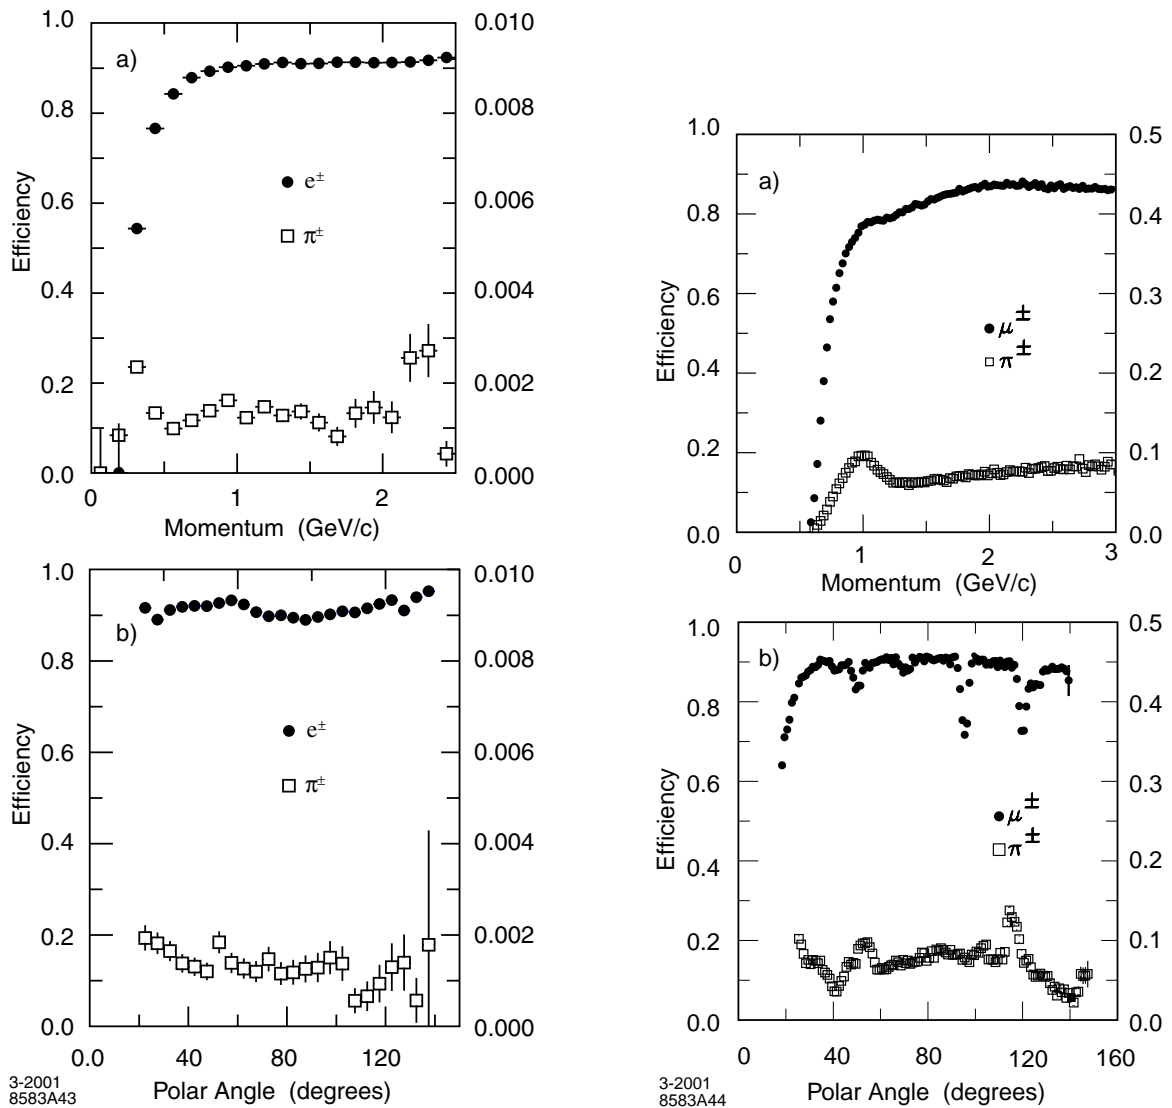 1.0 0.010
a)
0.8 0.008
e±
0.6 0.006
π±
Efficiency
0.4 0.004
0.2 0.002
0.0 0.000
0 1 2
Momentum (GeV/c)
1.0 0.010
b)
0.8 0.008
e±
0.6 0.006
π±
Efficiency
0.4 0.004
0.2 0.002
0.0 0.000
0.0 40 80 120
3-2001
8583A43
Polar Angle (degrees)
1.0 0.5
a)
0.8 0.4
0.6 0.3
μ±
π±
Efficiency
0.4 0.2
0.2 0.1
0.0 0.0
0 1 2 3
Momentum (GeV/c)
1.0 0.5
b)
0.8 0.4
0.6 0.3
μ±
π±
Efficiency
0.4 0.2
0.2 0.1
0.0 0.0
0 40 80 120 160
3-2001
8583A44
Polar Angle (degrees)